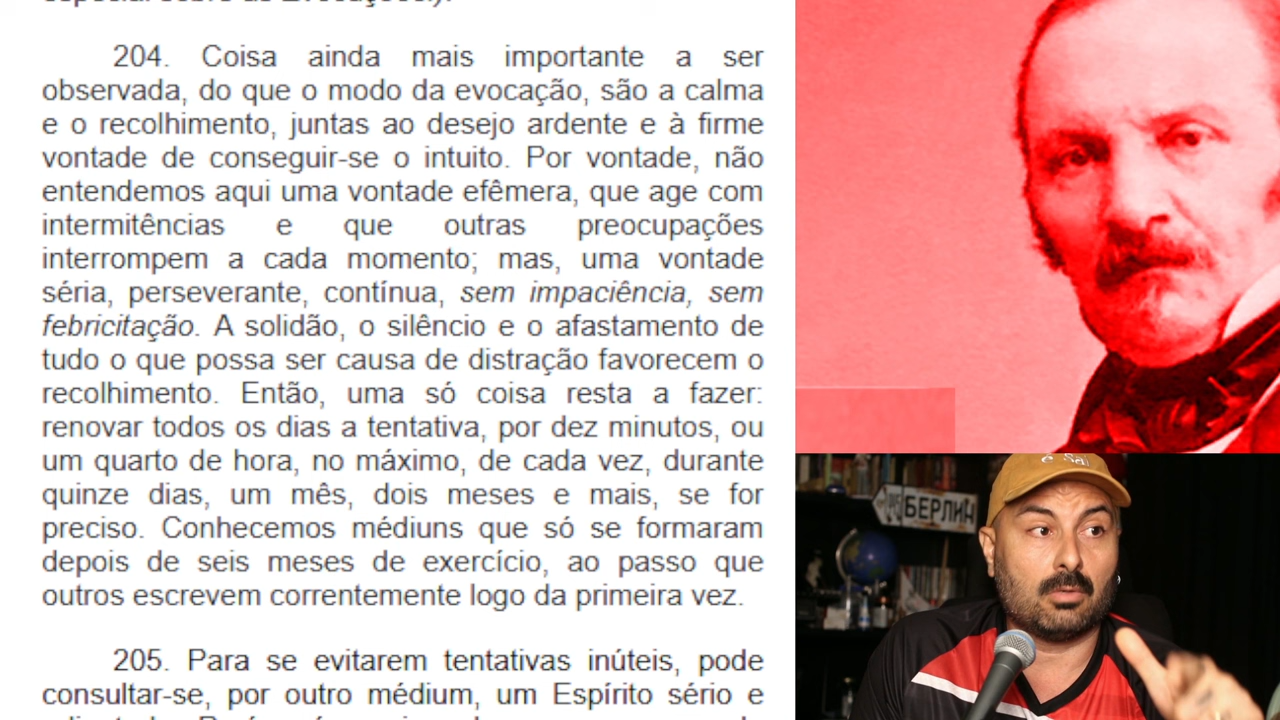 204. Coisa ainda mais importante a ser
observada, do que o modo da evocação, são a calma
e o recolhimento, juntas ao desejo ardente e à firme
vontade de conseguir-se o intuito. Por vontade, não
entendemos aqui uma vontade efêmera, que age com
intermitências e que outras preocupações
interrompem a cada momento; mas, uma vontade
séria, perseverante, contínua, sem impaciência, sem
febricitação. A solidão, o silêncio e o afastamento de
tudo o que possa ser causa de distração favorecem o
recolhimento. Então, uma só coisa resta a fazer:
renovar todos os dias a tentativa, por dez minutos, ou
um quarto de hora, no máximo, de cada vez, durante
quinze dias, um mês, dois meses e mais, se for
preciso. Conhecemos médiuns que só se formaram
depois de seis meses de exercício, ao passo que
outros escrevem correntemente logo da primeira vez.
205. Para se evitarem tentativas inúteis, pode
consultar-se, por outro médium, um Espírito sério e
БЕРЛИН